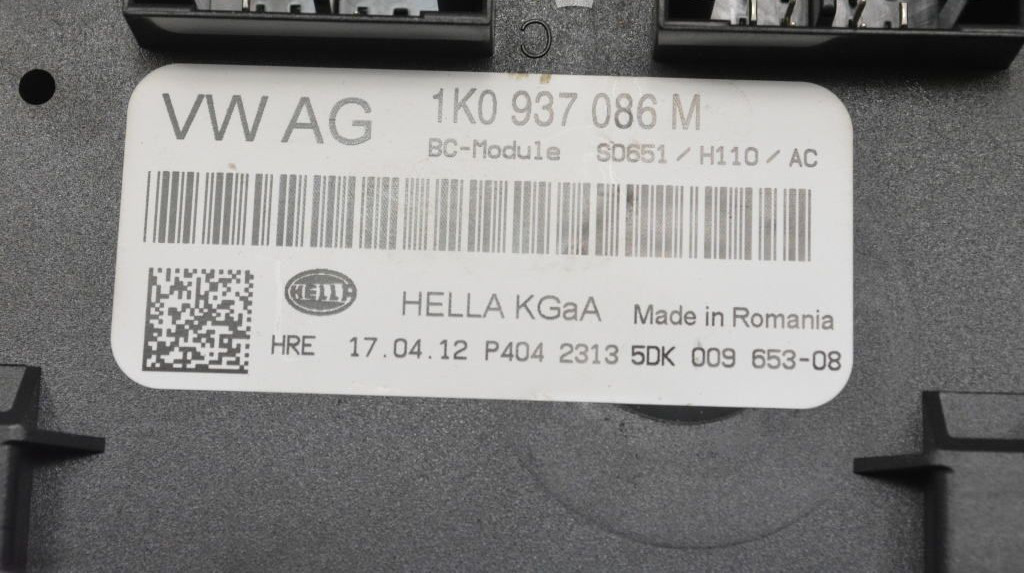 C
VW AG
1K0 937 086 M
BC-Module S0651 / H110 / AC
HELLA
HELLA KGaA Made in Romania
HRE 17.04.12 P404 2313 5DK 009 653-08